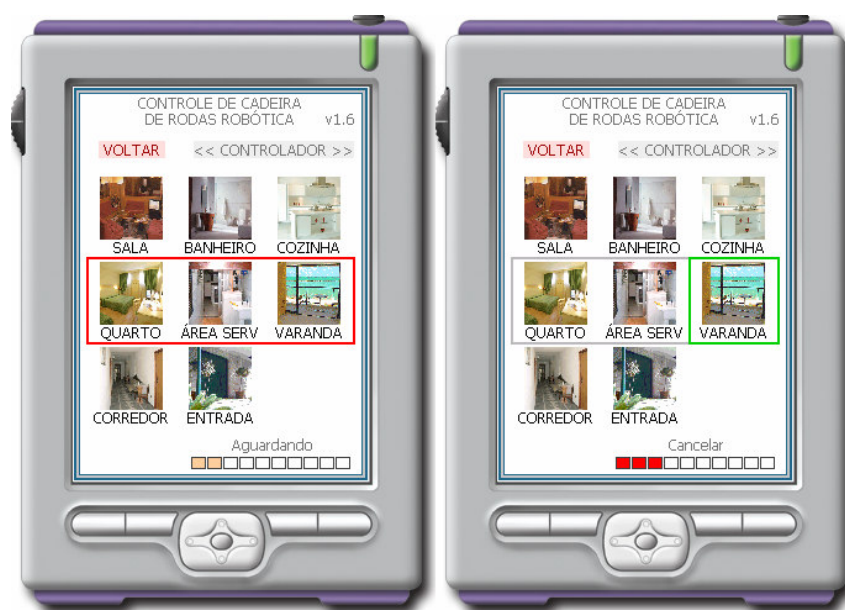 CONTROLE DE CADEIRA
DE RODAS ROBÓTICA v1.6
VOLTAR << CONTROLADOR >>
SALA BANHEIRO COZINHA
QUARTO ÁREA SERV VARANDA
CORREDOR ENTRADA
Aguardando
CONTROLE DE CADEIRA
DE RODAS ROBÓTICA v1.6
VOLTAR << CONTROLADOR >>
SALA BANHEIRO COZINHA
QUARTO ÁREA SERV VARANDA
CORREDOR ENTRADA
Cancelar